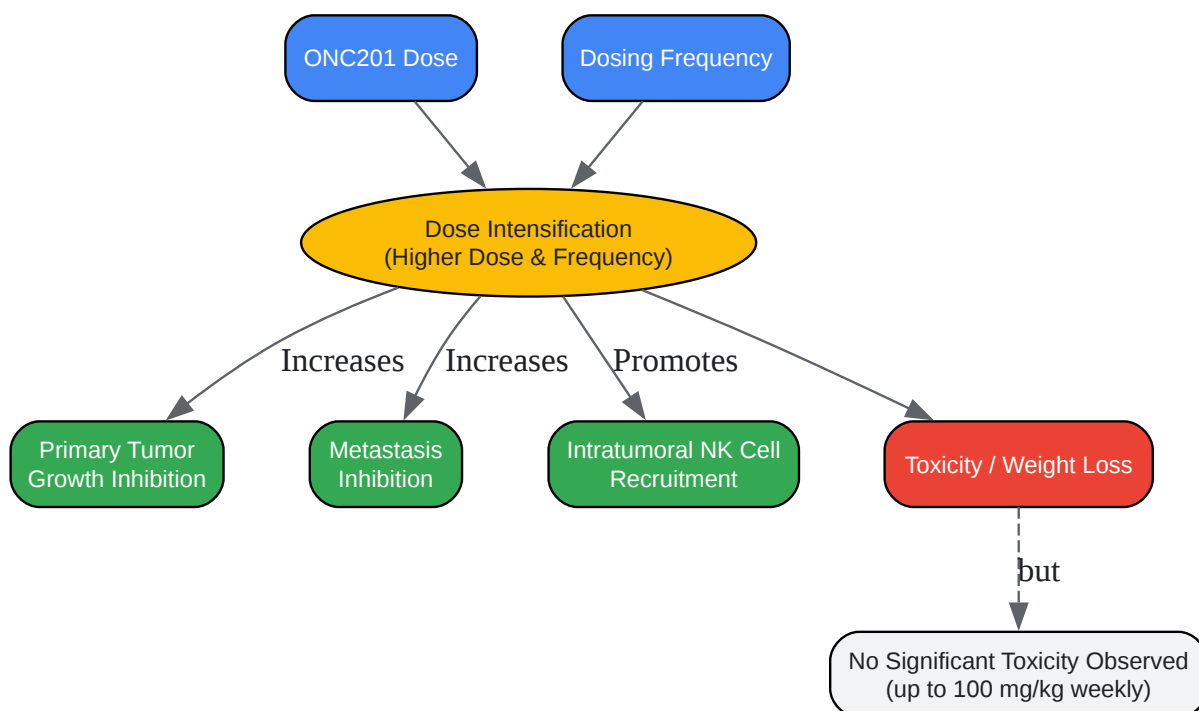 ONC201 Dose
Dosing Frequency
Dose Intensification
(Higher Dose & Frequency)
Increases
Increases
Promotes
Primary Tumor
Growth Inhibition
Metastasis
Inhibition
Intratumoral NK Cell
Recruitment
Toxicity / Weight Loss
but
No Significant Toxicity Observed
(up to 100 mg/kg weekly)